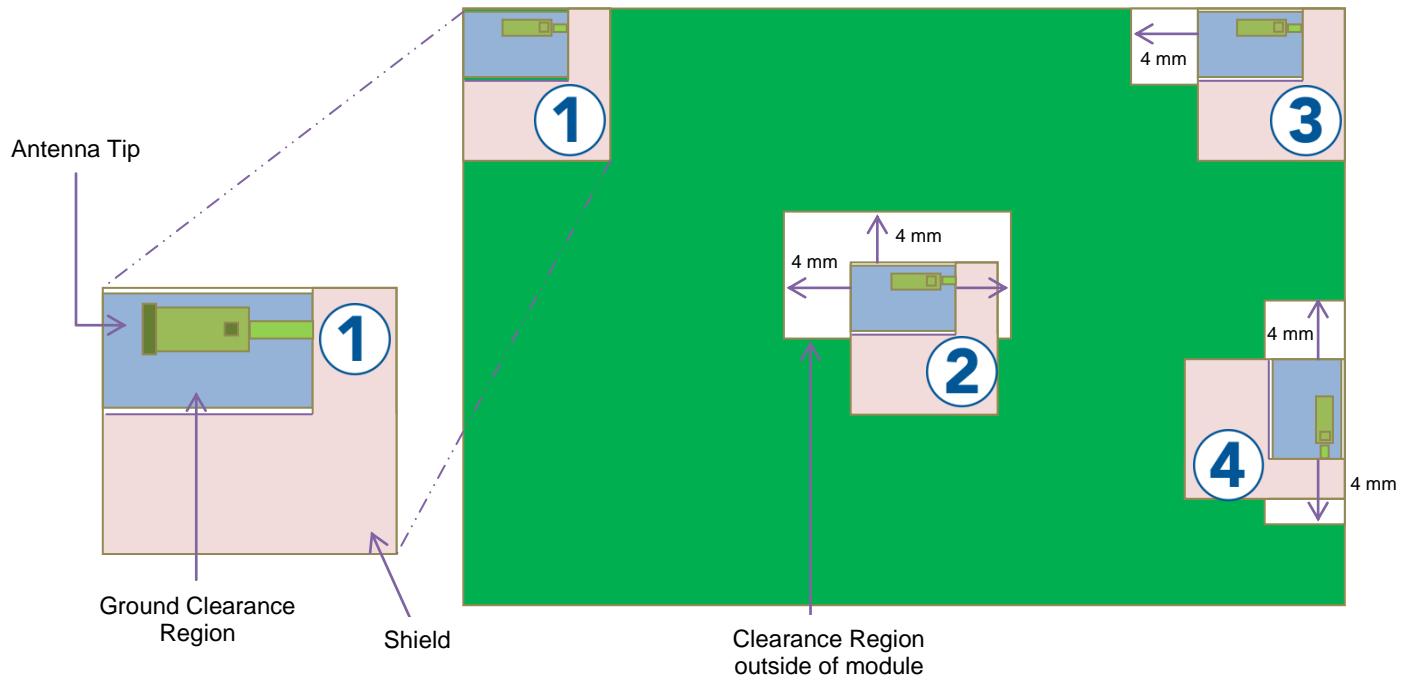 1
3
4 mm
Antenna Tip
4 mm
4 mm
2
1
4 mm
4
4 mm
Ground Clearance
Region
Shield
Clearance Region
outside of module